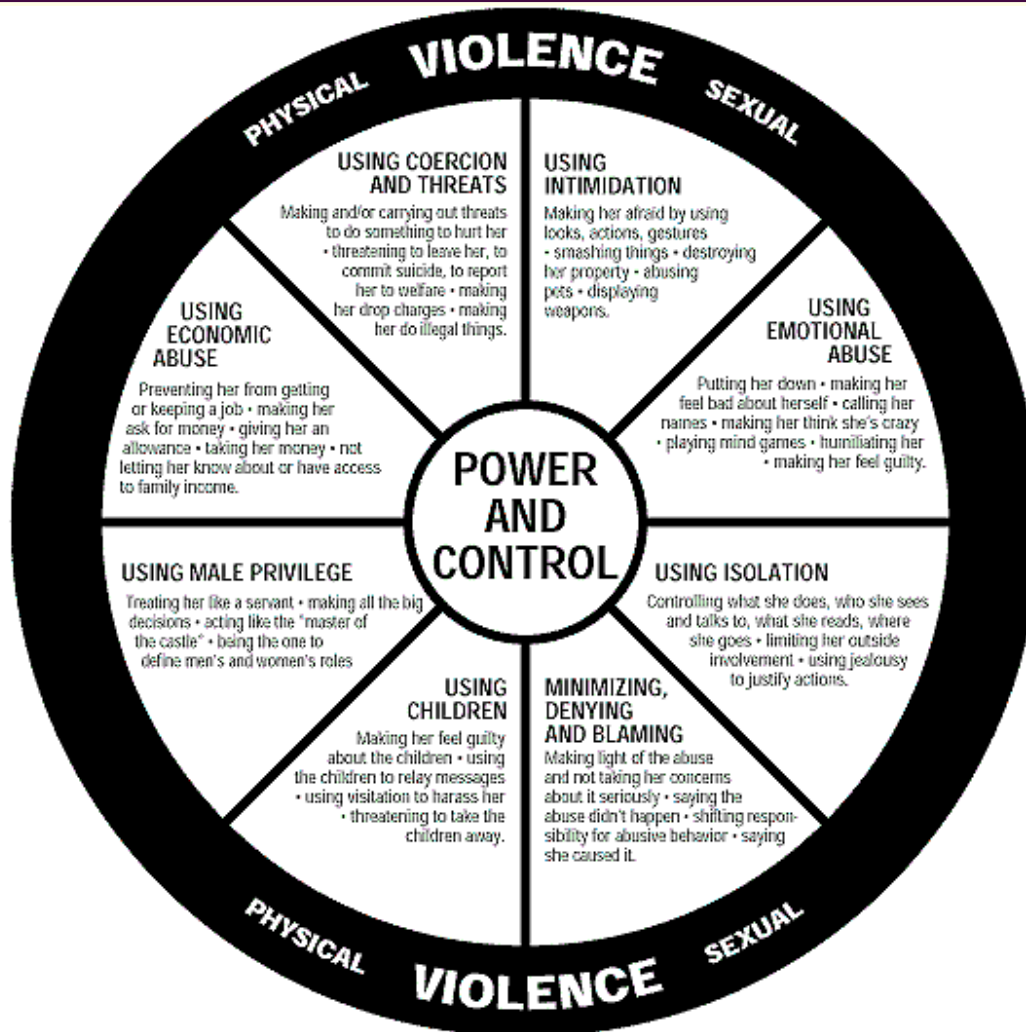 PHYSICAL VIOLENCE SEXUAL
USING COERCION
AND THREATS
Making and/or carrying out threats
to do something to hurt her
• threatening to leave her, to
commit suicide, to report
her to welfare • making
her drop charges • making
her do illegal things.
USING
INTIMIDATION
Making her afraid by using
looks, actions, gestures
• smashing things • destroying
her property • abusing
pets • displaying
weapons.
USING
ECONOMIC
ABUSE
Preventing her from getting
or keeping a job • making her
ask for money • giving her an
allowance • taking her money • not
letting her know about or have access
to family income.
USING
EMOTIONAL
ABUSE
Putting her down • making her
feel bad about herself • calling her
names • making her think she's crazy
• playing mind games • humiliating her
• making her feel guilty.
POWER
AND
CONTROL
USING MALE PRIVILEGE
Treating her like a servant • making all the big
decisions • acting like the "master of
the castle" • being the one to
define men's and women's roles
USING ISOLATION
Controlling what she does, who she sees
and talks to, what she reads, where
she goes • limiting her outside
involvement • using jealousy
to justify actions.
USING
CHILDREN
Making her feel guilty
about the children • using
the children to relay messages
• using visitation to harass her
• threatening to take the
children away.
MINIMIZING,
DENYING
AND BLAMING
Making light of the abuse
and not taking her concerns
about it seriously • saying the
abuse didn't happen • shifting respon-
sibility for abusive behavior • saying
she caused it.
PHYSICAL VIOLENCE SEXUAL